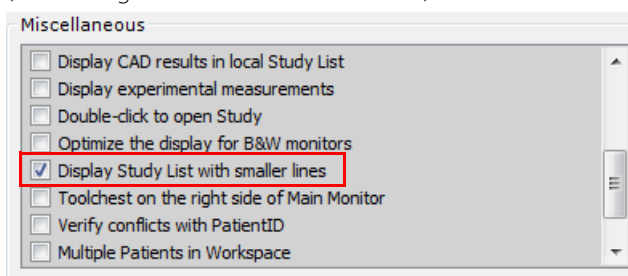 Miscellaneous
Display CAD results in local Study List
Display experimental measurements
Double-click to open Study
Optimize the display for B&W monitors
Display Study List with smaller lines
Toolchest on the right side of Main Monitor
Verify conflicts with PatientID
Multiple Patients in Workspace